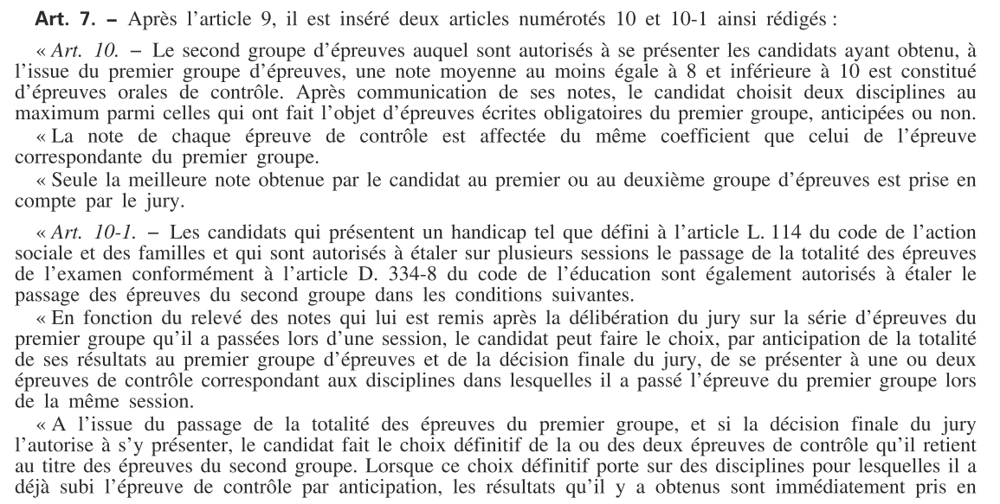 Art. 7. − Après l’article 9, il est inséré deux articles numérotés 10 et 10-1 ainsi rédigés :
« Art. 10. − Le second groupe d’épreuves auquel sont autorisés à se présenter les candidats ayant obtenu, à
l’issue du premier groupe d’épreuves, une note moyenne au moins égale à 8 et inférieure à 10 est constitué
d’épreuves orales de contrôle. Après communication de ses notes, le candidat choisit deux disciplines au
maximum parmi celles qui ont fait l’objet d’épreuves écrites obligatoires du premier groupe, anticipées ou non.
« La note de chaque épreuve de contrôle est affectée du même coefficient que celui de l’épreuve
correspondante du premier groupe.
« Seule la meilleure note obtenue par le candidat au premier ou au deuxième groupe d’épreuves est prise en
compte par le jury.
« Art. 10-1. − Les candidats qui présentent un handicap tel que défini à l’article L. 114 du code de l’action
sociale et des familles et qui sont autorisés à étaler sur plusieurs sessions le passage de la totalité des épreuves
de l’examen conformément à l’article D. 334-8 du code de l’éducation sont également autorisés à étaler le
passage des épreuves du second groupe dans les conditions suivantes.
« En fonction du relevé des notes qui lui est remis après la délibération du jury sur la série d’épreuves du
premier groupe qu’il a passées lors d’une session, le candidat peut faire le choix, par anticipation de la totalité
de ses résultats au premier groupe d’épreuves et de la décision finale du jury, de se présenter à une ou deux
épreuves de contrôle correspondant aux disciplines dans lesquelles il a passé l’épreuve du premier groupe lors
de la même session.
« A l’issue du passage de la totalité des épreuves du premier groupe, et si la décision finale du jury
l’autorise à s’y présenter, le candidat fait le choix définitif de la ou des deux épreuves de contrôle qu’il retient
au titre des épreuves du second groupe. Lorsque ce choix définitif porte sur des disciplines pour lesquelles il a
déjà subi l’épreuve de contrôle par anticipation, les résultats qu’il y a obtenus sont immédiatement pris en